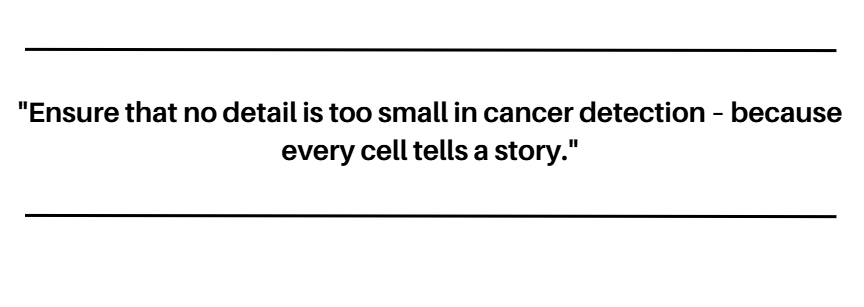 "Ensure that no detail is too small in cancer detection – because
every cell tells a story."